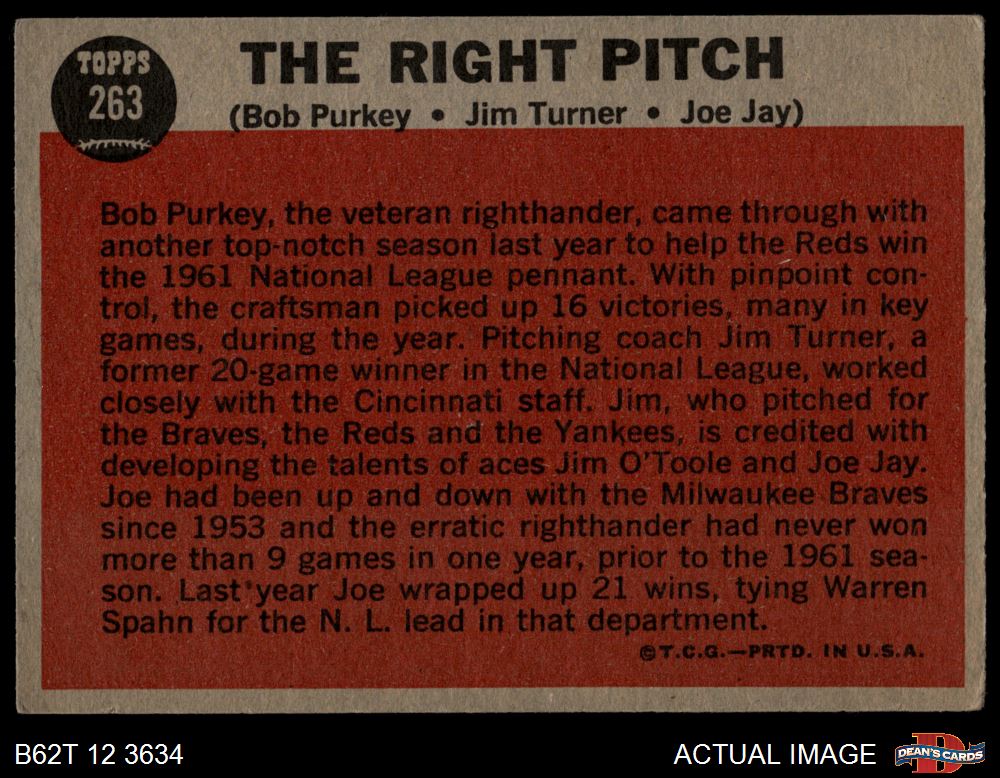 TOPPS
263
THE RIGHT PITCH
(Bob Purkey • Jim Turner • Joe Jay)
Bob Purkey, the veteran righthander, came through with
another top-notch season last year to help the Reds win
the 1961 National League pennant. With pinpoint con-
trol, the craftsman picked up 16 victories, many in key
games, during the year. Pitching coach Jim Turner, a
former 20-game winner in the National League, worked
closely with the Cincinnati staff. Jim, who pitched for
the Braves, the Reds and the Yankees, is credited with
developing the talents of aces Jim O'Toole and Joe Jay.
Joe had been up and down with the Milwaukee Braves
since 1953 and the erratic righthander had never won
more than 9 games in one year, prior to the 1961 sea-
son. Last year Joe wrapped up 21 wins, tying Warren
Spahn for the N. L. lead in that department.
©T.C.G.—PRTD. IN U.S.A.
B62T 12 3634
ACTUAL IMAGE
DEAN'S CARDS